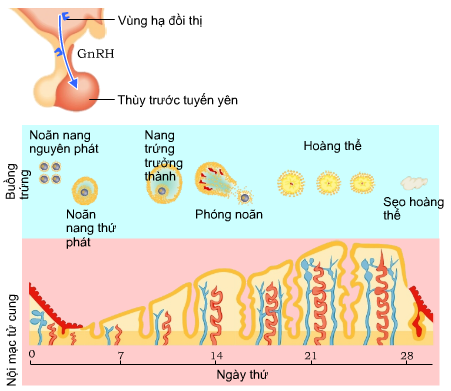 Vùng hạ đồi thị
GnRH
Thùy trước tuyến yên
Buồng
trứng
Noãn nang
nguyên phát
Noãn
nang thứ
phát
Nang
trứng
trưởng
thành
Phóng noãn
Hoàng thể
Sẹo hoàng
thể
Nội mạc tử cung
0 7 14 21 28
Ngày thứ